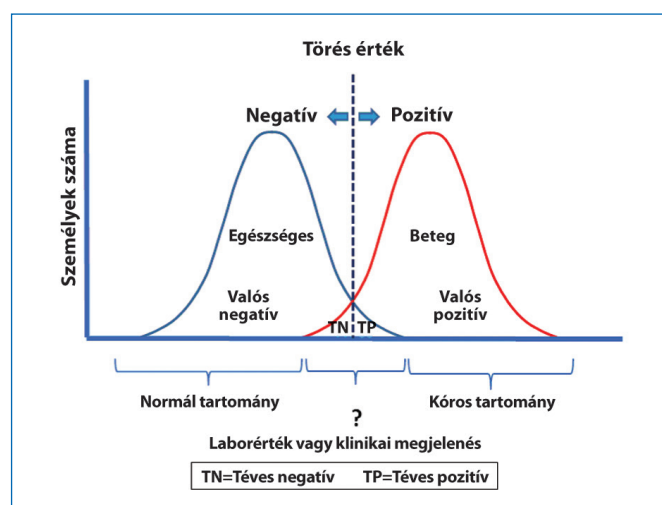 Törés érték
Negatív
Pozitív
Személyek száma
Egészséges
Beteg
Valós
negatív
Valós
pozitív
TN
TP
Normál tartomány
?
Kóros tartomány
Laborérték vagy klinikai megjelenés
TN=Téves negatív TP=Téves pozitív